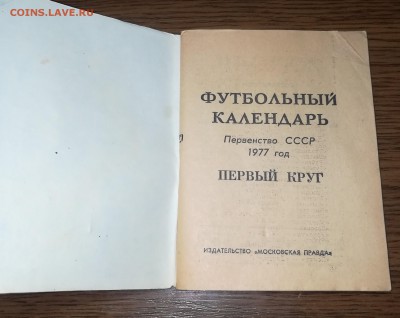 COINS.LAVE.RU
ФУТБОЛЬНЫЙ
КАЛЕНДАРЬ
Первенство СССР
1977 год
ПЕРВЫЙ КРУГ
ИЗДАТЕЛЬСТВО «МОСКОВСКАЯ ПРАВДА»